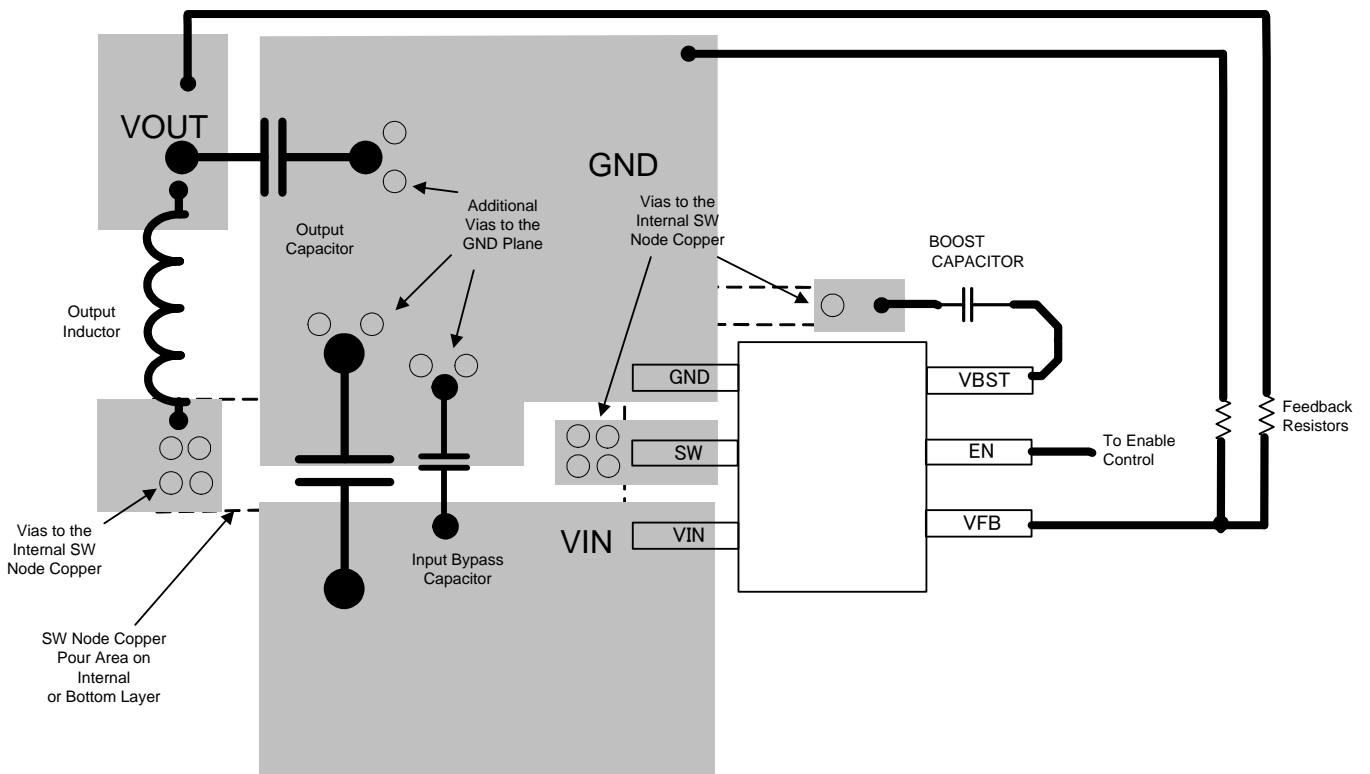 VOUT
GND
Output
Capacitor
Additional
Vias to the
GND Plane
Vias to the
Internal SW
Node Copper
BOOST
CAPACITOR
Output
Inductor
GND
VBST
SW
EN
To Enable
Control
Feedback
Resistors
VIN
VIN
VFB
Input Bypass
Capacitor
Vias to the
Internal SW
Node Copper
SW Node Copper
Pour Area on
Internal
or Bottom Layer